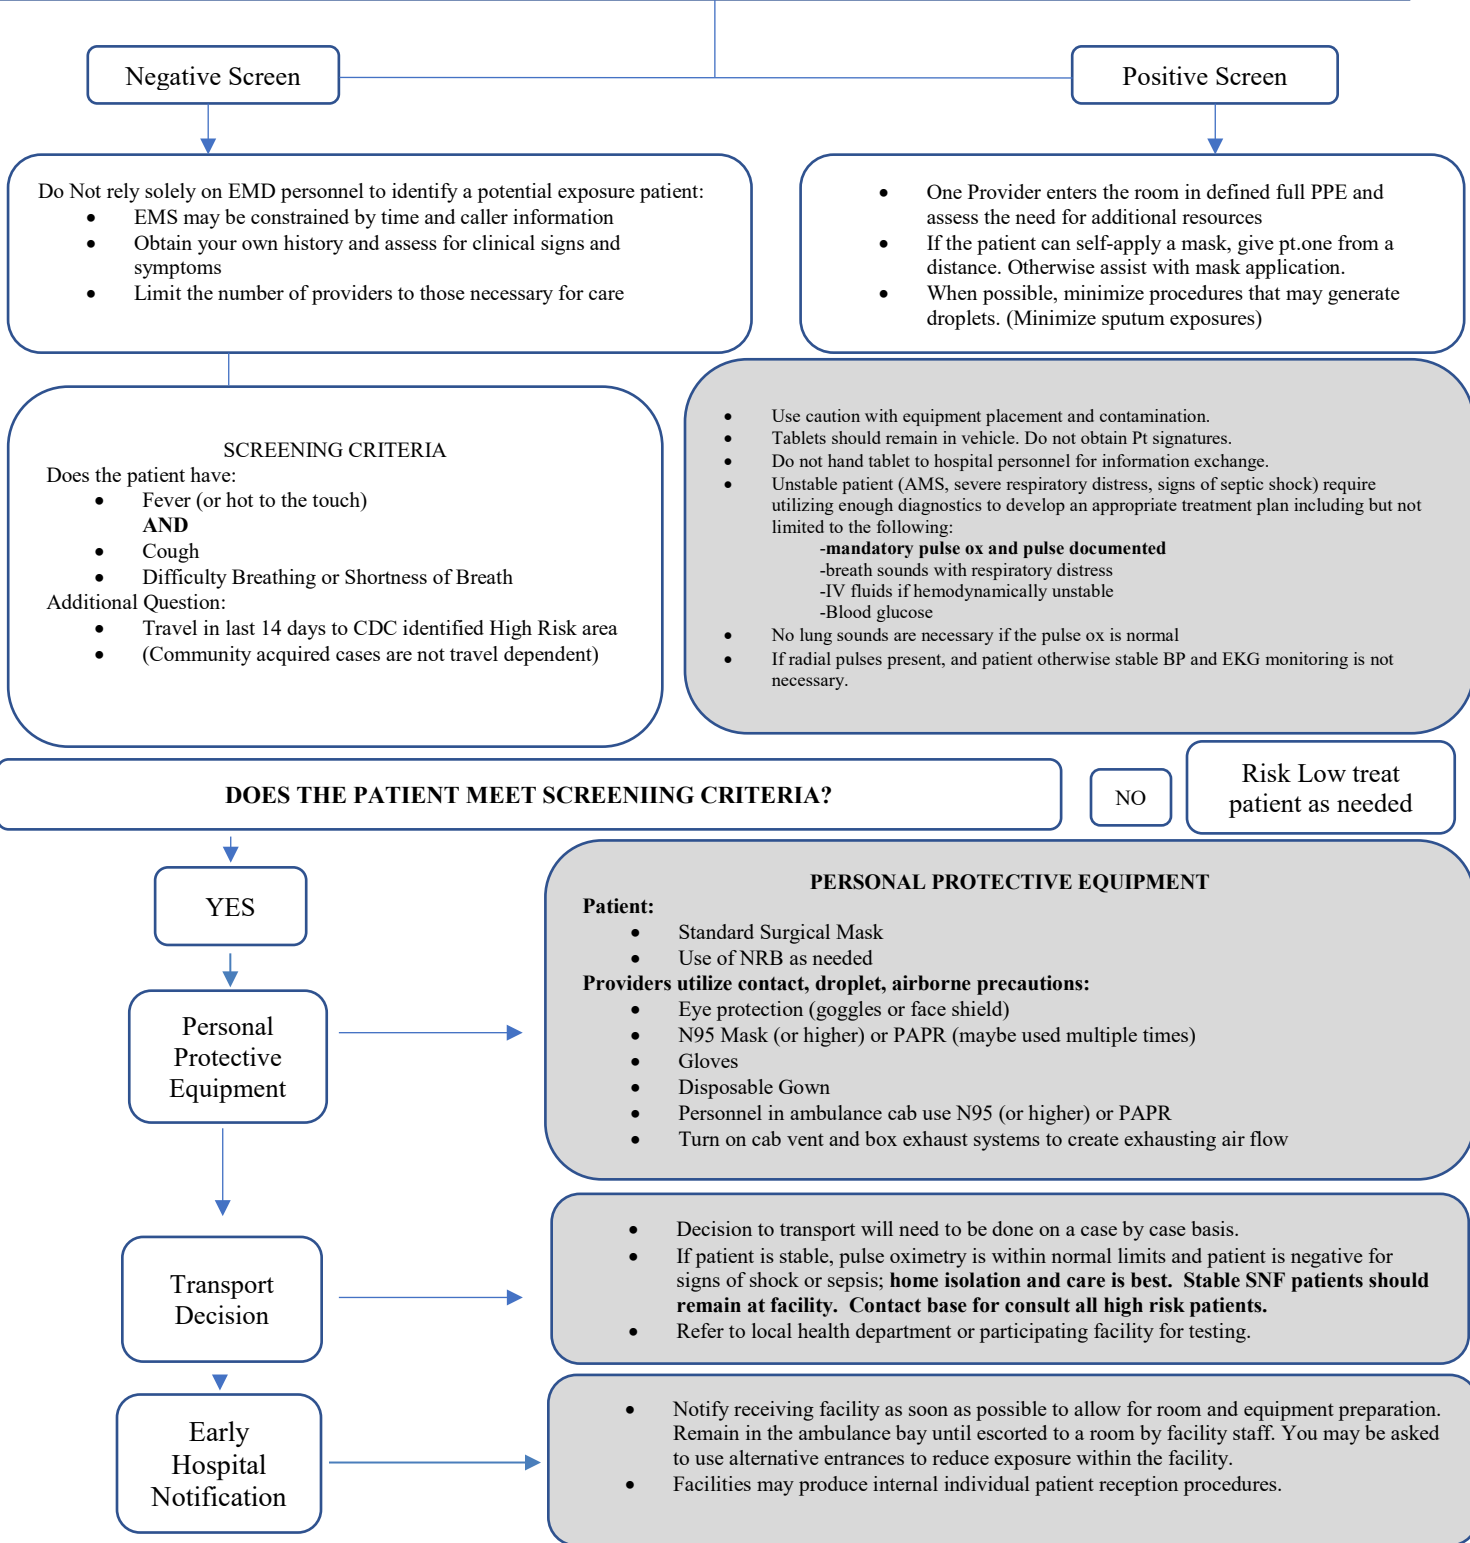 Negative Screen
Positive Screen
Do Not rely solely on EMD personnel to identify a potential exposure patient:
• EMS may be constrained by time and caller information
• Obtain your own history and assess for clinical signs and
symptoms
• Limit the number of providers to those necessary for care
• One Provider enters the room in defined full PPE and
assess the need for additional resources
• If the patient can self-apply a mask, give pt.one from a
distance. Otherwise assist with mask application.
• When possible, minimize procedures that may generate
droplets. (Minimize sputum exposures)
SCREENING CRITERIA
Does the patient have:
• Fever (or hot to the touch)
AND
• Cough
• Difficulty Breathing or Shortness of Breath
Additional Question:
• Travel in last 14 days to CDC identified High Risk area
• (Community acquired cases are not travel dependent)
• Use caution with equipment placement and contamination.
• Tablets should remain in vehicle. Do not obtain Pt signatures.
• Do not hand tablet to hospital personnel for information exchange.
• Unstable patient (AMS, severe respiratory distress, signs of septic shock) require
utilizing enough diagnostics to develop an appropriate treatment plan including but not
limited to the following:
-mandatory pulse ox and pulse documented
-breath sounds with respiratory distress
-IV fluids if hemodynamically unstable
-Blood glucose
• No lung sounds are necessary if the pulse ox is normal
• If radial pulses present, and patient otherwise stable BP and EKG monitoring is not
necessary.
DOES THE PATIENT MEET SCREENIING CRITERIA?
NO
Risk Low treat
patient as needed
YES
PERSONAL PROTECTIVE EQUIPMENT
Patient:
• Standard Surgical Mask
• Use of NRB as needed
Providers utilize contact, droplet, airborne precautions:
• Eye protection (goggles or face shield)
• N95 Mask (or higher) or PAPR (maybe used multiple times)
• Gloves
• Disposable Gown
• Personnel in ambulance cab use N95 (or higher) or PAPR
• Turn on cab vent and box exhaust systems to create exhausting air flow
Personal
Protective
Equipment
Transport
Decision
• Decision to transport will need to be done on a case by case basis.
• If patient is stable, pulse oximetry is within normal limits and patient is negative for
signs of shock or sepsis; home isolation and care is best. Stable SNF patients should
remain at facility. Contact base for consult all high risk patients.
• Refer to local health department or participating facility for testing.
Early
Hospital
Notification
• Notify receiving facility as soon as possible to allow for room and equipment preparation.
Remain in the ambulance bay until escorted to a room by facility staff. You may be asked
to use alternative entrances to reduce exposure within the facility.
• Facilities may produce internal individual patient reception procedures.